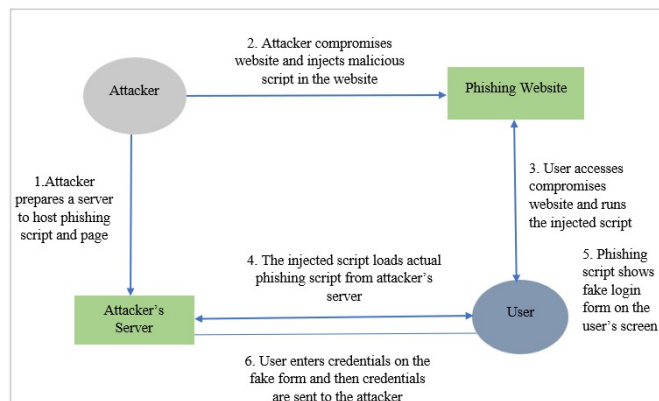 2. Attacker compromises
website and injects malicious
script in the website
Attacker
Phishing Website
1.Attacker
prepares a server
to host phishing
script and page
3. User accesses
compromises
website and runs
the injected script
4. The injected script loads actual
phishing script from attacker's
server
5. Phishing
script shows
fake login
form on the
user's screen
Attacker's
Server
User
6. User enters credentials on the
fake form and then credentials
are sent to the attacker